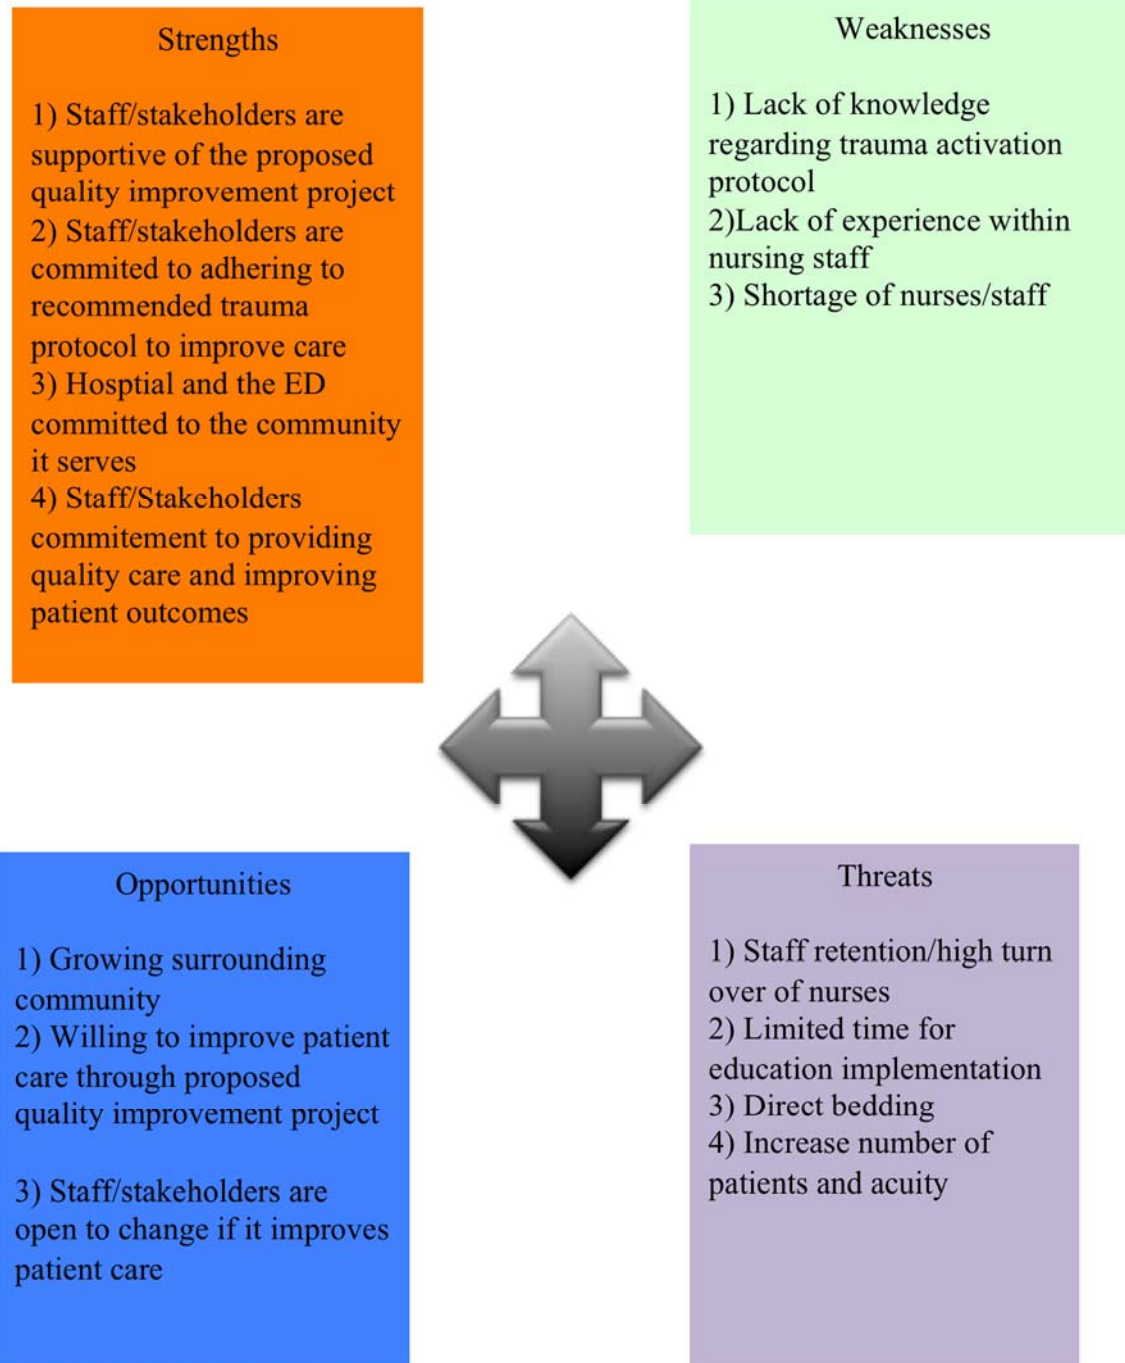 Strengths
1) Staff/stakeholders are
supportive of the proposed
quality improvement project
2) Staff/stakeholders are
commited to adhering to
recommended trauma
protocol to improve care
3) Hosptial and the ED
committed to the community
it serves
4) Staff/Stakeholders
commitement to providing
quality care and improving
patient outcomes
Weaknesses
1) Lack of knowledge
regarding trauma activation
protocol
2)Lack of experience within
nursing staff
3) Shortage of nurses/staff
Opportunities
1) Growing surrounding
community
2) Willing to improve patient
care through proposed
quality improvement project
3) Staff/stakeholders are
open to change if it improves
patient care
Threats
1) Staff retention/high turn
over of nurses
2) Limited time for
education implementation
3) Direct bedding
4) Increase number of
patients and acuity